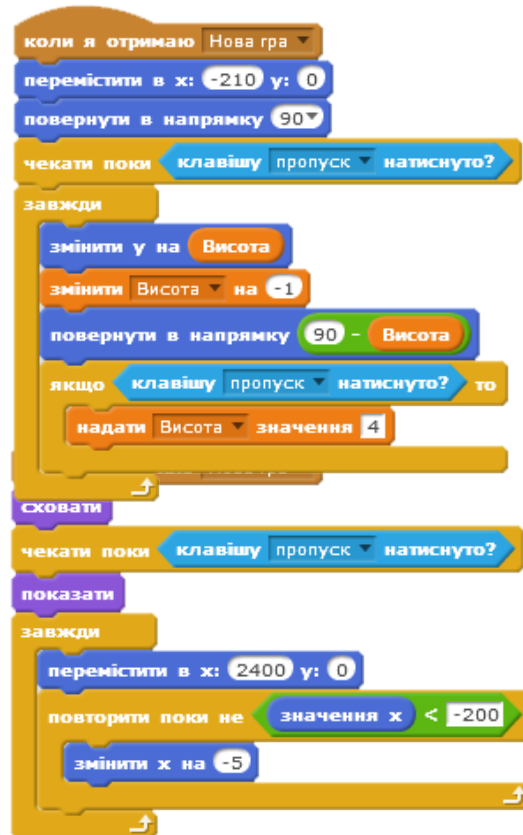 коли я отримаю Нова гра
перемістити в x: -210 y: 0
повернути в напрямку 90
чекати поки клавішу пропуск натиснуто?
завжди
змінити y на Висота
змінити Висота на -1
повернути в напрямку 90 - Висота
якщо клавішу пропуск натиснуто? то
надати Висота значення 4
сховати
чекати поки клавішу пропуск натиснуто?
показати
завжди
перемістити в x: 2400 y: 0
повторити поки не значення x < -200
змінити x на -5